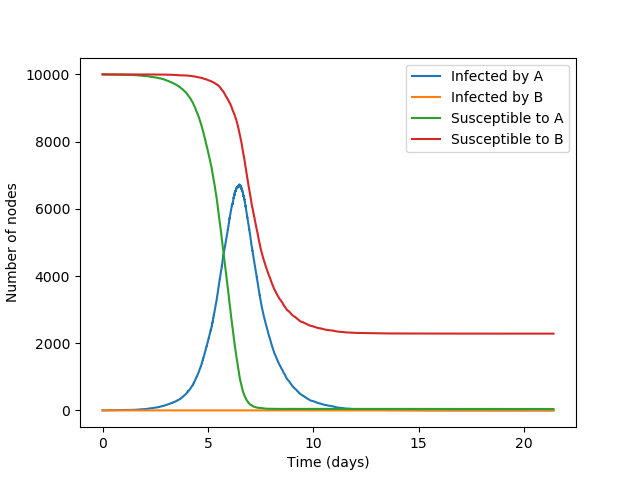 10000
8000
6000
4000
2000
0
Number of nodes
Infected by A
Infected by B
Susceptible to A
Susceptible to B
0 5 10 15 20
Time (days)